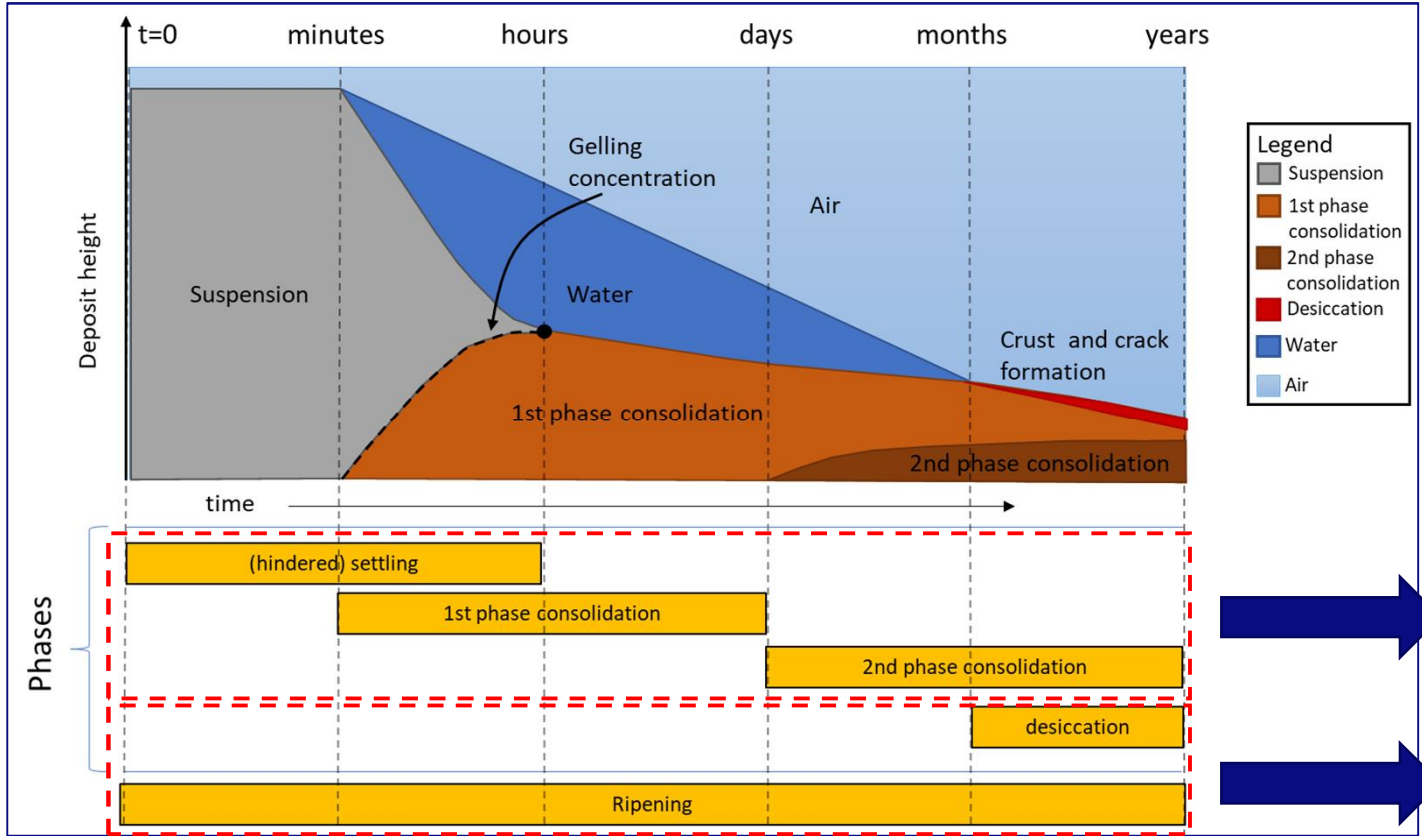 t=0 minutes hours days months years
Deposit height
Gelling
concentration
Air
Suspension
Water
Crust and crack
formation
1st phase consolidation
2nd phase consolidation
time
Legend
Suspension
1st phase
consolidation
2nd phase
consolidation
Desiccation
Water
Air
Phases
(hindered) settling
1st phase consolidation
2nd phase consolidation
desiccation
Ripening